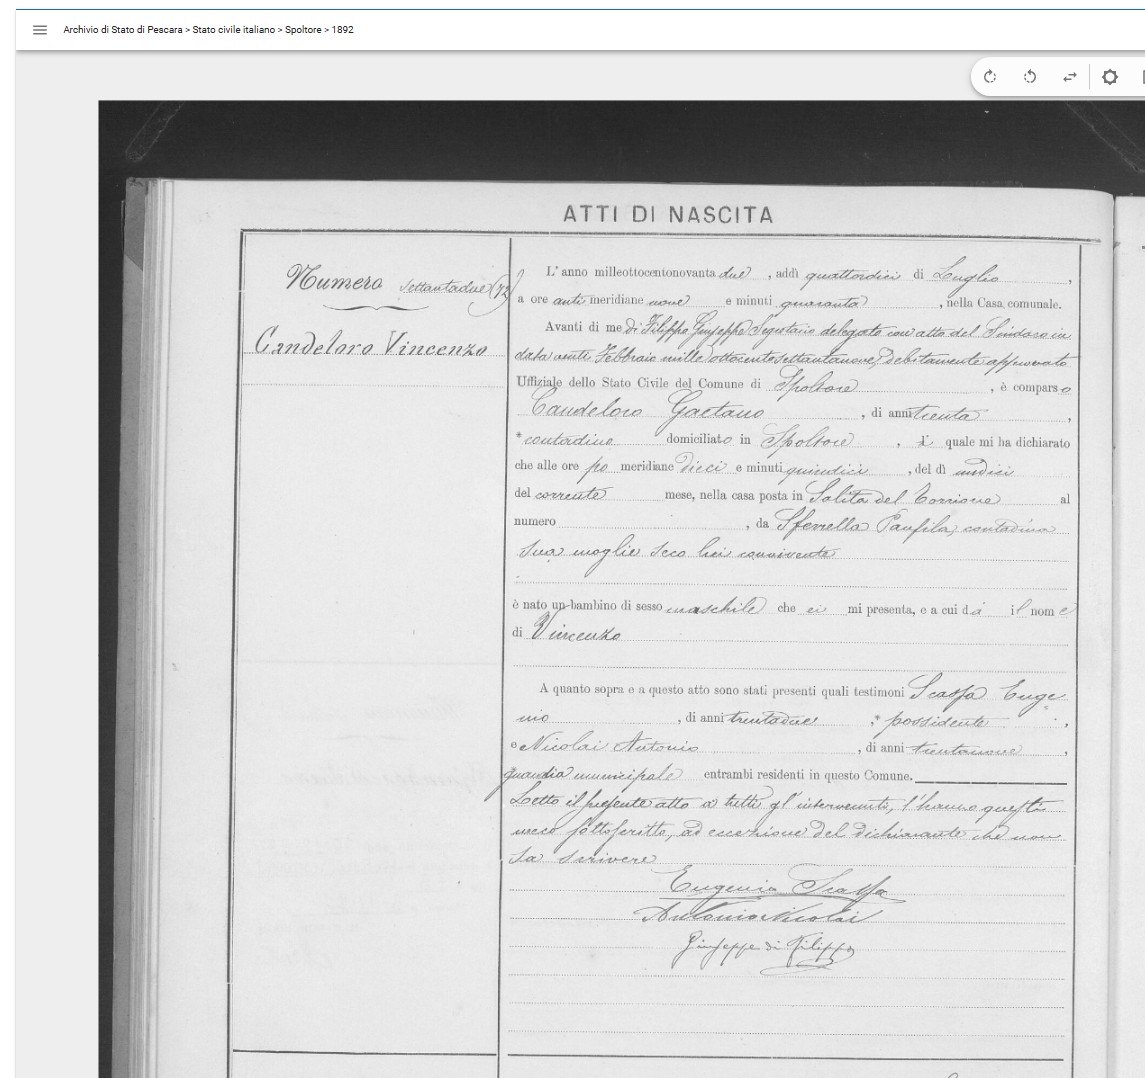 Archivio di Stato di Pescara > Stato civile italiano > Spoltore > 1892
ATTI DI NASCITA
Numero settantadue (72)
Candeloro Vincenzo
L'anno milleottocentonovanta due, addì quattordici di Luglio,
a ore anti meridiane nove e minuti quaranta, nella Casa comunale.
Avanti di me di Filippo Giuseppe Segretario delegato con atto del Sindaco in
data venti Febbraio mille ottocentosettantanove, debitamente approvato
Uffiziale dello Stato Civile del Comune di Spoltore, è comparso
Candeloro Gaetano, di anni trenta,
contadino domiciliato in Spoltore, il quale mi ha dichiarato
che alle ore po meridiane dieci e minuti quindici, del dì undici
del corrente mese, nella casa posta in Salita del Torrione al
numero , da Sferrella Panfila, contadina
sua moglie seco lui convivente
è nato un bambino di sesso maschile che ei mi presenta, e a cui dà il nome
di Vincenzo
A quanto sopra e a questo atto sono stati presenti quali testimoni Scaffa Euge
nio, di anni trentadue, possidente,
e Nicolai Antonio, di anni trentanove,
guardia municipale entrambi residenti in questo Comune.
Letto il presente atto a tutti gl'intervenuti, l'hanno questi
meco sottoscritto, ad eccezione del dichiarante che non
sa scrivere
Eugenio Scaffa
Antonio Nicolai
Giuseppe di Filippo